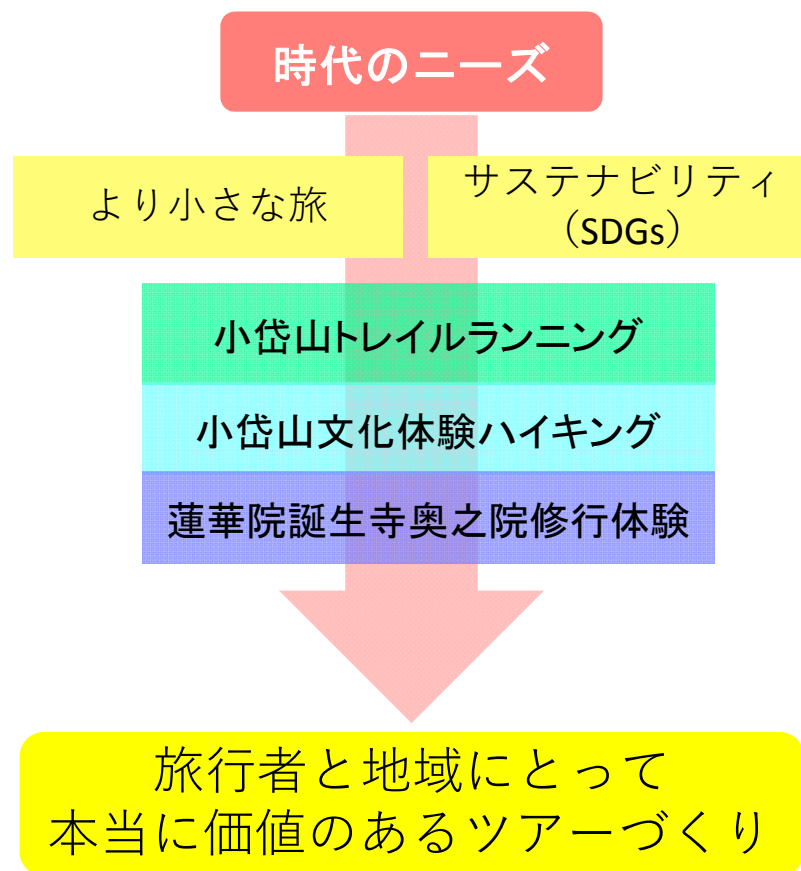 時代のニーズ
より小さな旅
サステナビリティ
（SDGs）
小岱山トレイルランニング
小岱山文化体験ハイキング
蓮華院誕生寺奥之院修行体験
旅行者と地域にとって
本当に価値のあるツアーづくり